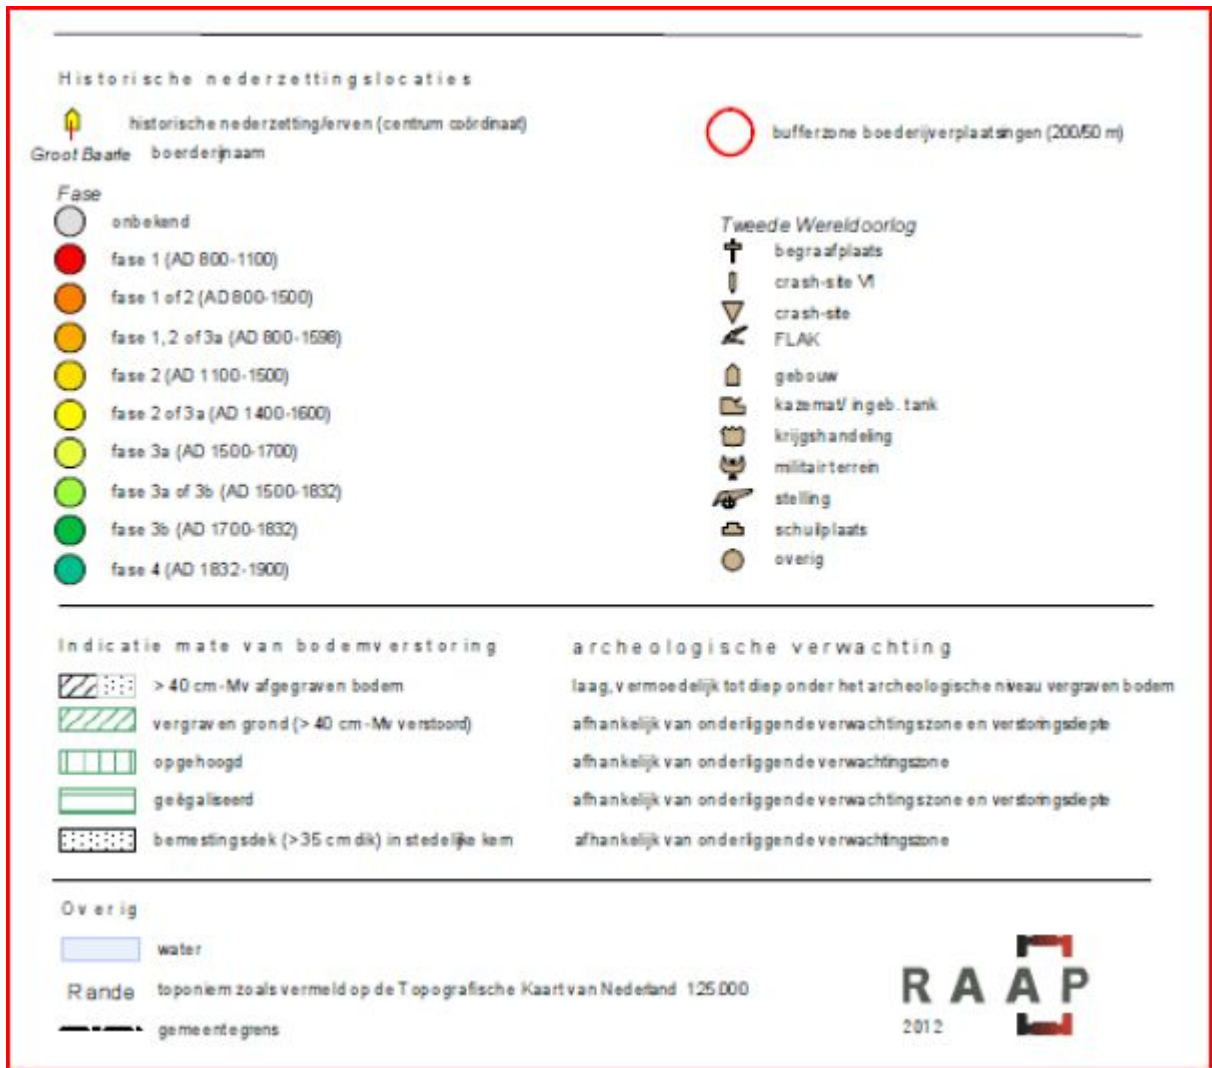 Historische nederzettingslocaties
historische nederzetting/erven (centrum coördinaat)
Groot Baarle boerderijnaam
bufferzone boederijverplaatsingen (200/50 m)
Fase
onbekend
fase 1 (AD 800-1100)
fase 1 of 2 (AD 800-1500)
fase 1, 2 of 3a (AD 800-1598)
fase 2 (AD 1100-1500)
fase 2 of 3a (AD 1400-1600)
fase 3a (AD 1500-1700)
fase 3a of 3b (AD 1500-1832)
fase 3b (AD 1700-1832)
fase 4 (AD 1832-1900)
Tweede Wereldoorlog
begraafplaats
crash-site V1
crash-site
FLAK
gebouw
kazemat/ ingeb. tank
krijgshandeling
militair terrein
stelling
schuilplaats
overig
Indicatie mate van bodemverstoring archeologische verwachting
> 40 cm -Mv afgegraven bodem laag, vermoedelijk tot diep onder het archeologische niveau vergraven bodem
vergraven grond (> 40 cm -Mv verstoord) afhankelijk van onderliggende verwachtingszone en verstoringsdiepte
opgehoogd afhankelijk van onderliggende verwachtingszone
geëgaliseerd afhankelijk van onderliggende verwachtingszone en verstoringsdiepte
bemestingsdek (>35 cm dik) in stedelijke kern afhankelijk van onderliggende verwachtingszone
Overig
water
Rande toponiem zoals vermeld op de Topografische Kaart van Nederland 1:25.000
gemeentegrens
RAAP
2012